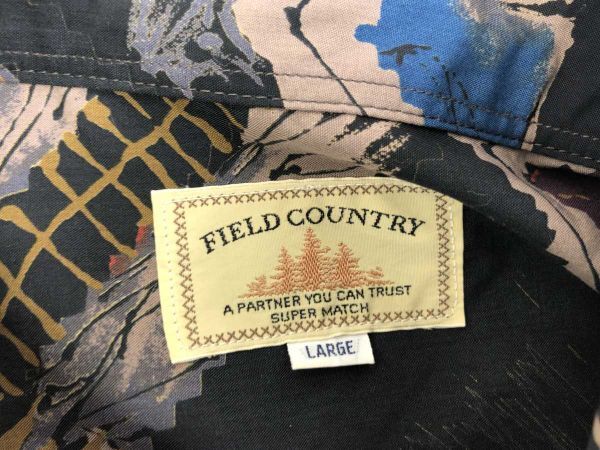 FIELD COUNTRY
A PARTNER YOU CAN TRUST
SUPER MATCH
LARGE